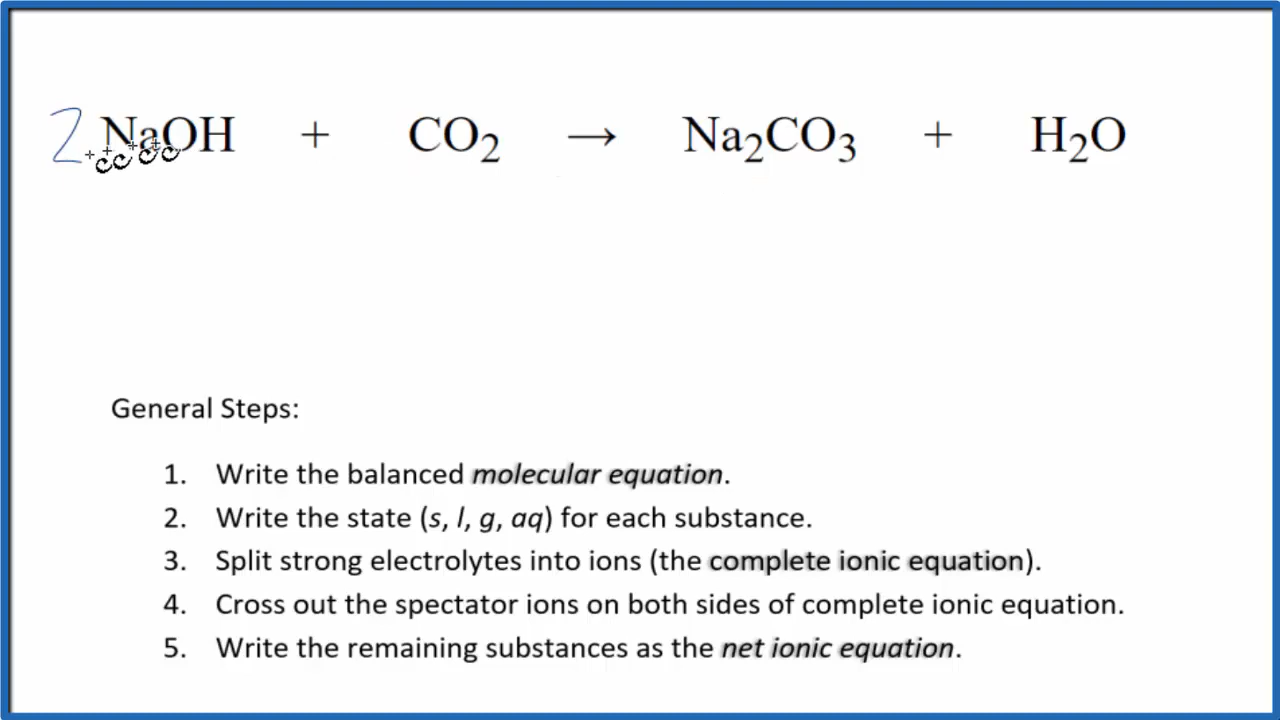 2 NaOH + CO₂ → Na₂CO₃ + H₂O
General Steps:
1. Write the balanced molecular equation.
2. Write the state (s, l, g, aq) for each substance.
3. Split strong electrolytes into ions (the complete ionic equation).
4. Cross out the spectator ions on both sides of complete ionic equation.
5. Write the remaining substances as the net ionic equation.